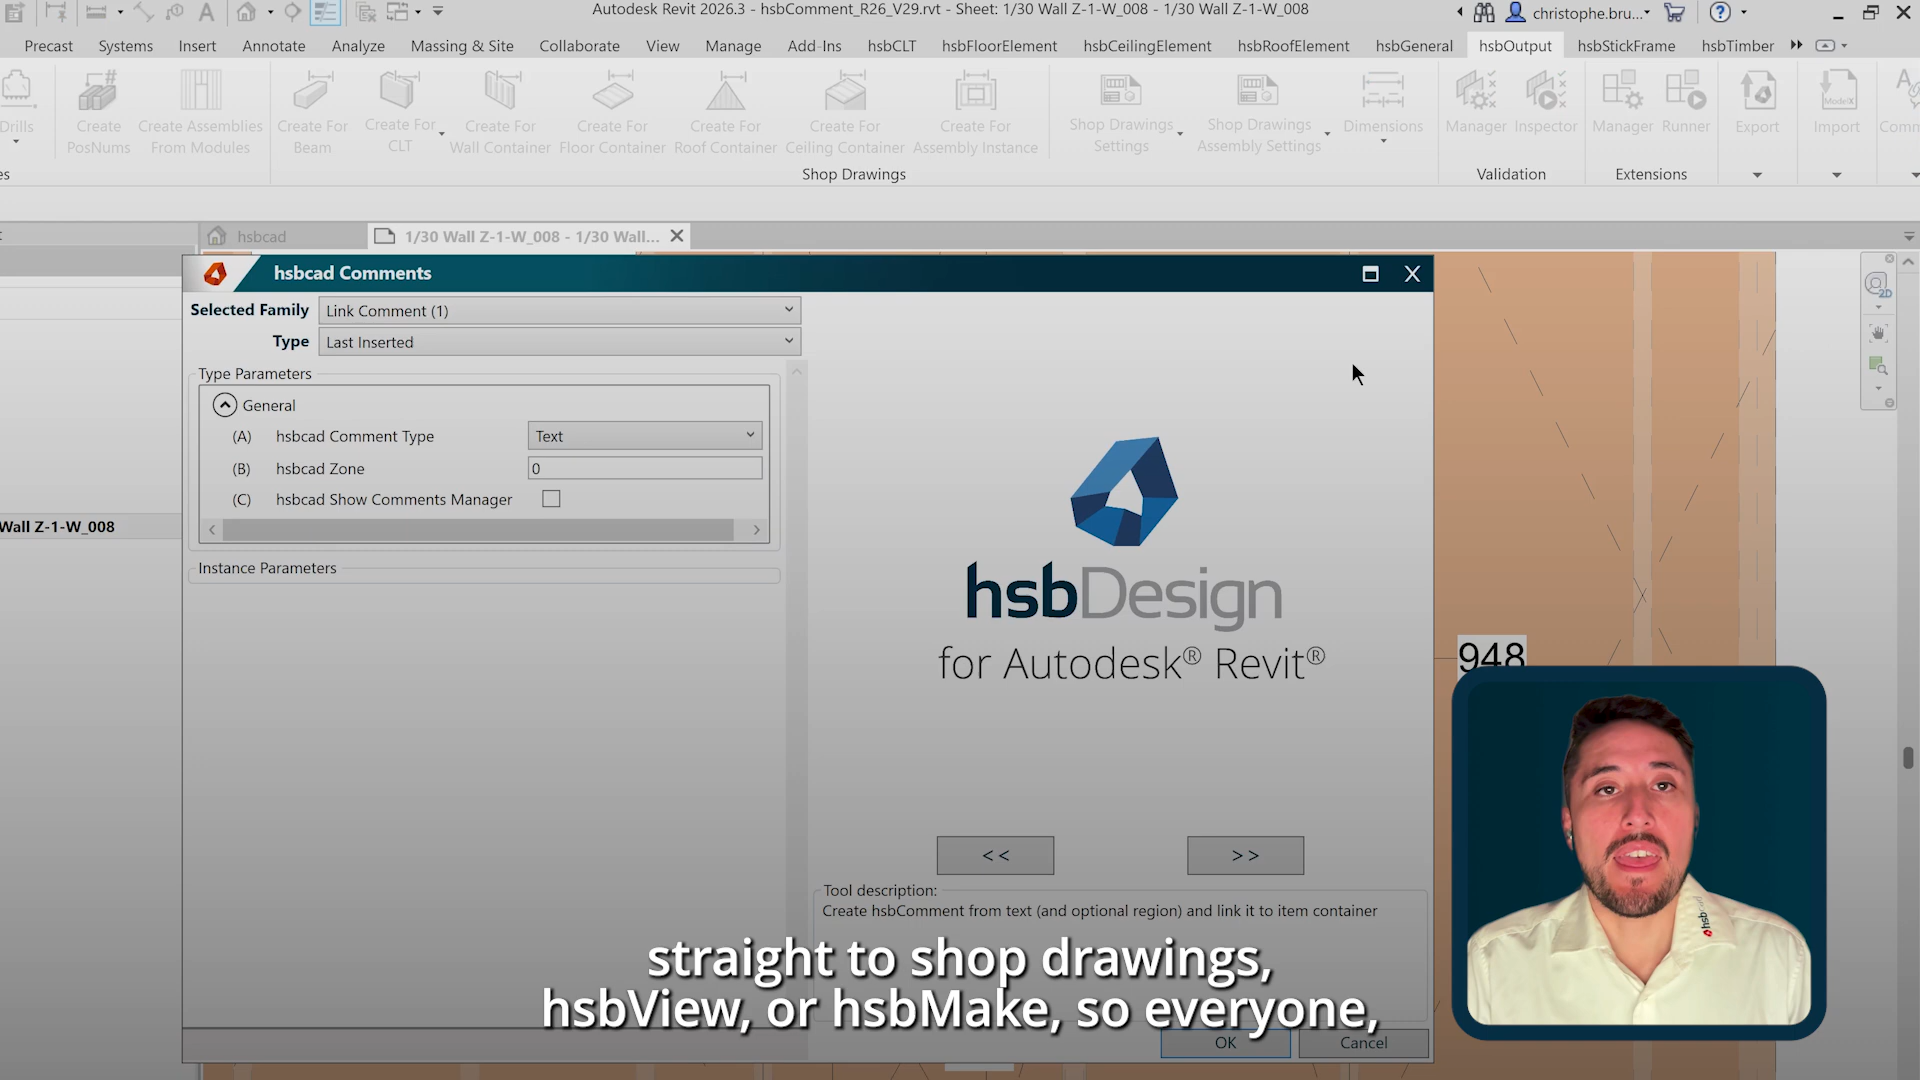 Autodesk Revit 2026.3 - hsbComment_R26_V29.rvt - Sheet: 1/30 Wall Z-1-W_008 - 1/30 Wall Z-1-W_008
christophe.bru...
Precast Systems Insert Annotate Analyze Massing & Site Collaborate View Manage Add-Ins hsbCLT hsbFloorElement hsbCeilingElement hsbRoofElement hsbGeneral hsbOutput hsbStickFrame hsbTimber
Drills
Create PosNums
Create Assemblies From Modules
Create For Beam
Create For CLT
Create For Wall Container
Create For Floor Container
Create For Roof Container
Create For Ceiling Container
Create For Assembly Instance
Shop Drawings Settings
Shop Drawings Assembly Settings
Dimensions
Manager
Inspector
Manager
Runner
Export
ModelX
Import
Shop Drawings
Validation
Extensions
hsbcad
1/30 Wall Z-1-W_008 - 1/30 Wall...
hsbcad Comments
Selected Family Link Comment (1)
Type Last Inserted
Type Parameters
General
(A) hsbcad Comment Type Text
(B) hsbcad Zone 0
(C) hsbcad Show Comments Manager
Wall Z-1-W_008
Instance Parameters
hsbDesign
for Autodesk® Revit®
2D
948
<< >>
Tool description:
Create hsbComment from text (and optional region) and link it to item container
hsbcad
straight to shop drawings,
hsbView, or hsbMake, so everyone,
OK Cancel